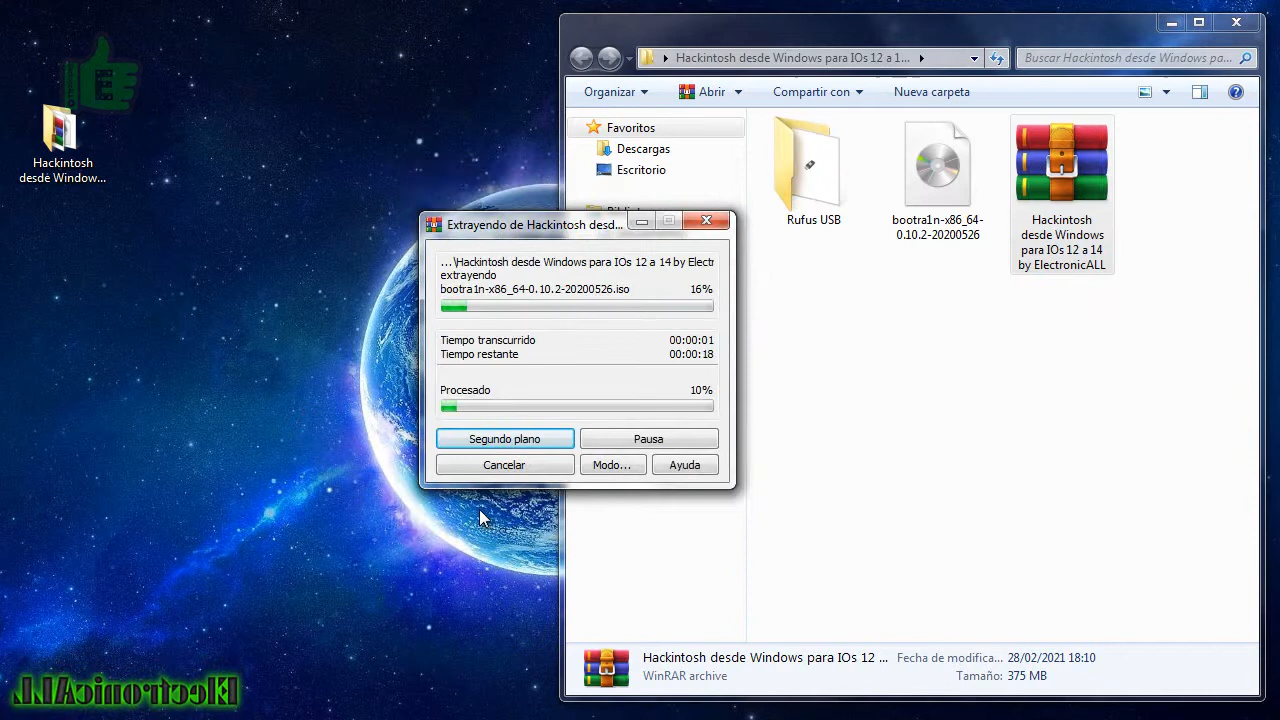 Hackintosh
desde Window...
ElectronicALL
Hackintosh desde Windows para IOs 12 a 1...
Buscar Hackintosh desde Windows pa...
Organizar
Abrir
Compartir con
Nueva carpeta
Favoritos
Descargas
Escritorio
Rufus USB
bootra1n-x86_64-
0.10.2-20200526
Hackintosh
desde Windows
para IOs 12 a 14
by ElectronicALL
Extrayendo de Hackintosh desd...
...\Hackintosh desde Windows para IOs 12 a 14 by Electr
extrayendo
bootra1n-x86_64-0.10.2-20200526.iso 16%
Tiempo transcurrido 00:00:01
Tiempo restante 00:00:18
Procesado 10%
Segundo plano
Pausa
Cancelar
Modo...
Ayuda
Hackintosh desde Windows para IOs 12 ...
Fecha de modifica... 28/02/2021 18:10
WinRAR archive
Tamaño: 375 MB